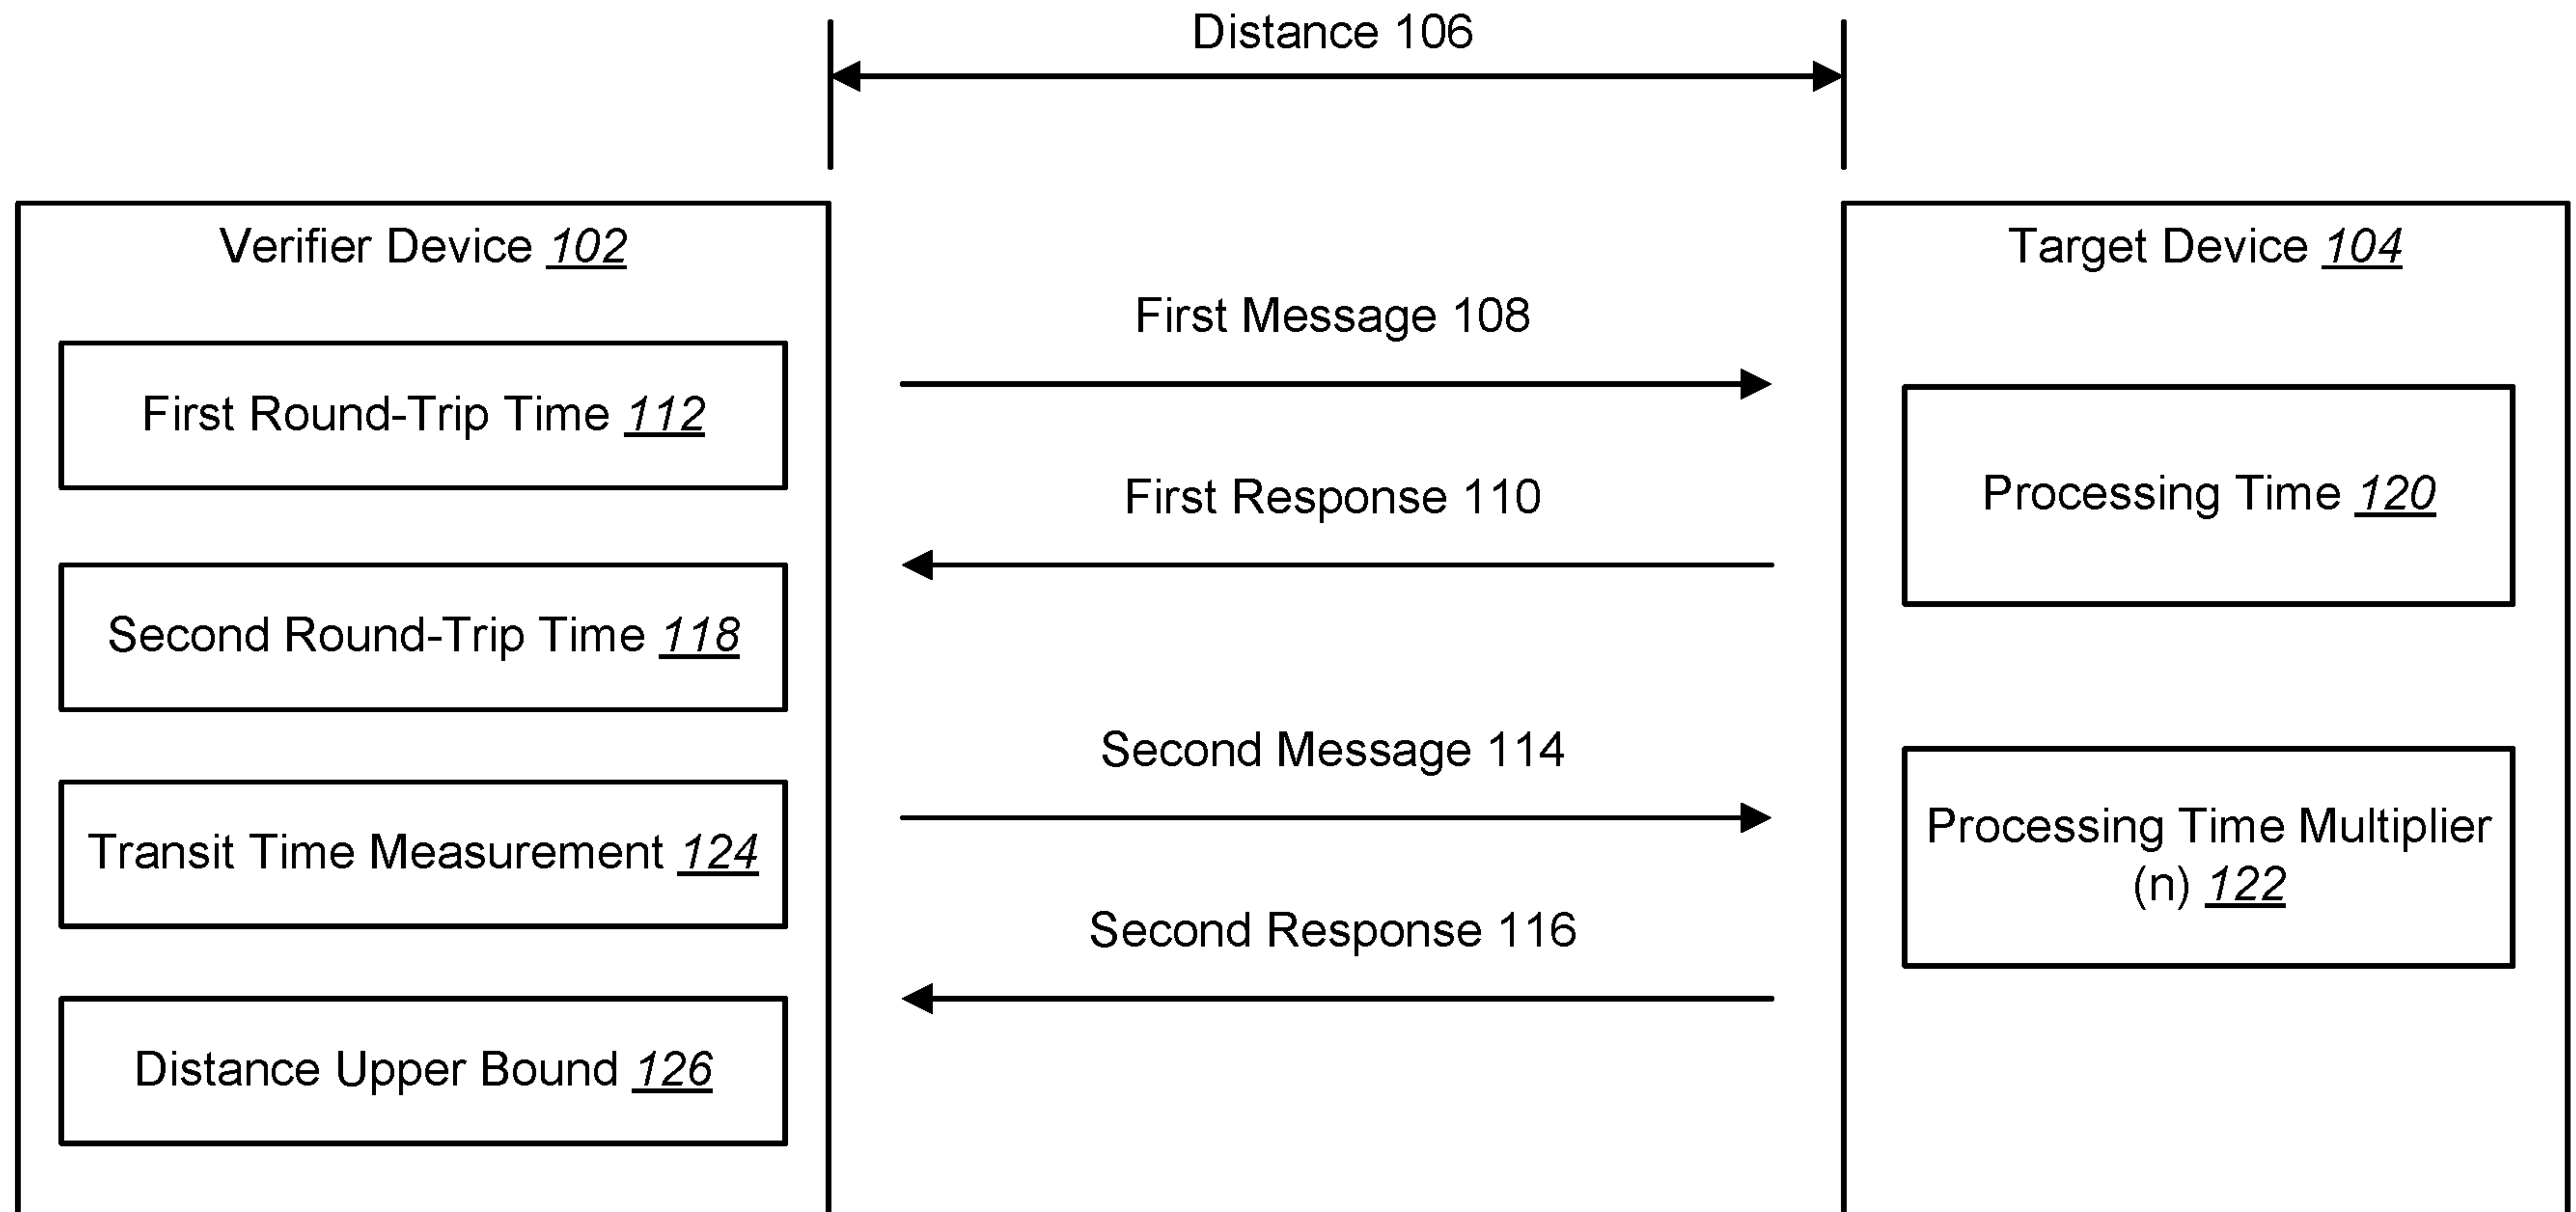 Distance 106
Verifier Device 102
First Round-Trip Time 112
Second Round-Trip Time 118
Transit Time Measurement 124
Distance Upper Bound 126
First Message 108
First Response 110
Second Message 114
Second Response 116
Target Device 104
Processing Time 120
Processing Time Multiplier
(n) 122